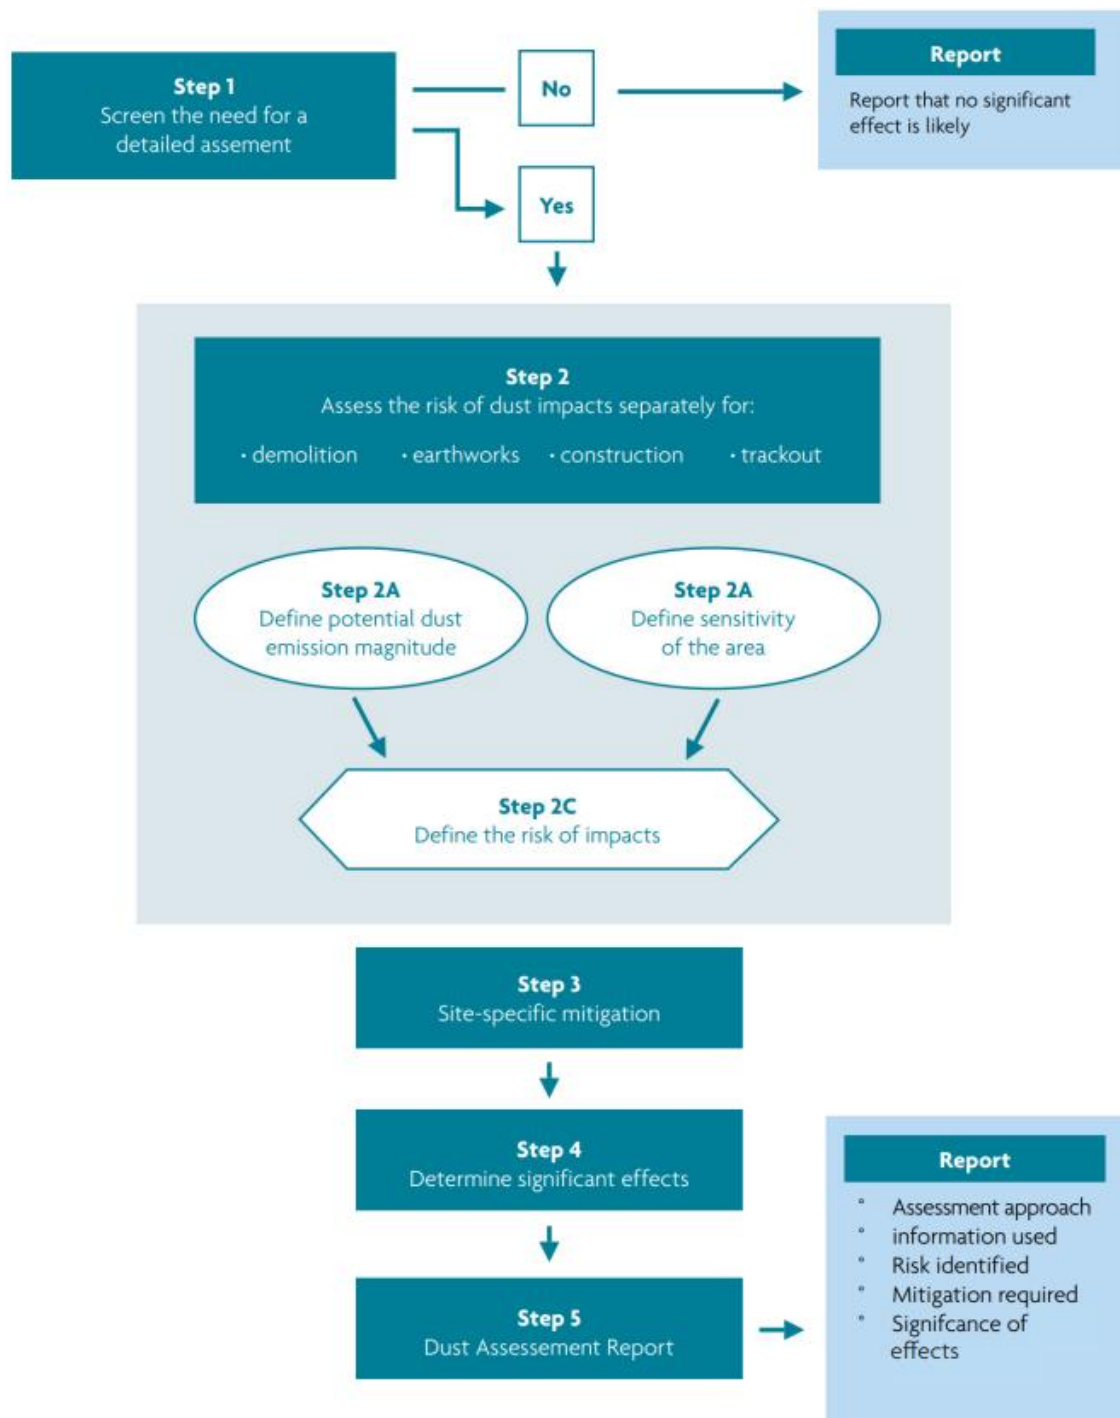 Step 1
Screen the need for a
detailed assement
No
Report
Report that no significant
effect is likely
Yes
Step 2
Assess the risk of dust impacts separately for:
· demolition · earthworks · construction · trackout
Step 2A
Define potential dust
emission magnitude
Step 2A
Define sensitivity
of the area
Step 2C
Define the risk of impacts
Step 3
Site-specific mitigation
Step 4
Determine significant effects
Step 5
Dust Assessement Report
Report
° Assessment approach
° information used
° Risk identified
° Mitigation required
° Signifcance of
effects